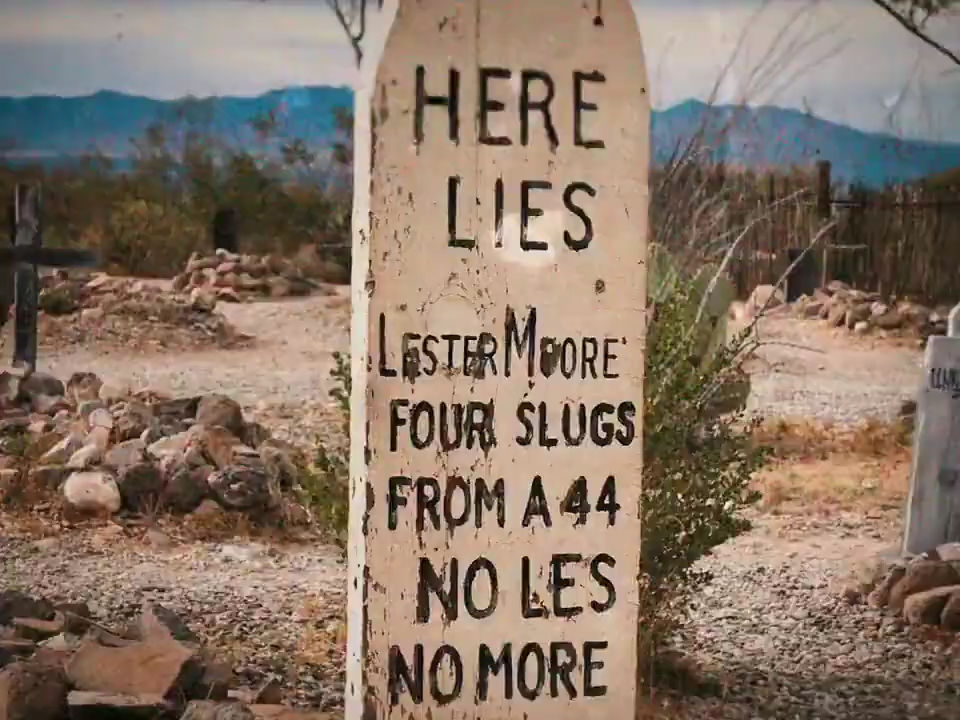 HERE
LIES
LESTER MOORE
FOUR SLUGS
FROM A 44
NO LES
NO MORE